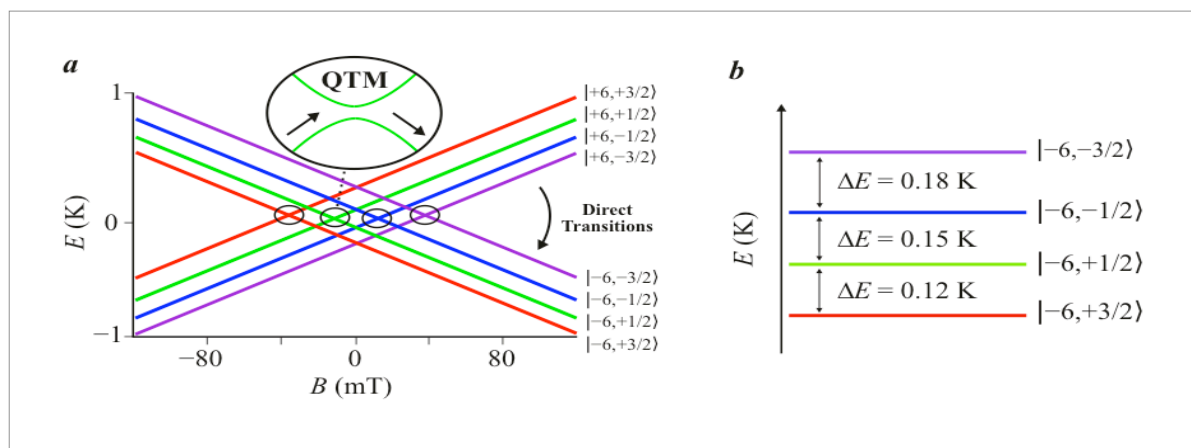 a
QTM
1
0
−1
E (K)
−80
0
80
B (mT)
|+6,+3/2⟩
|+6,+1/2⟩
|+6,−1/2⟩
|+6,−3/2⟩
Direct
Transitions
|−6,−3/2⟩
|−6,−1/2⟩
|−6,+1/2⟩
|−6,+3/2⟩
b
E (K)
|−6,−3/2⟩
ΔE = 0.18 K
|−6,−1/2⟩
ΔE = 0.15 K
|−6,+1/2⟩
ΔE = 0.12 K
|−6,+3/2⟩